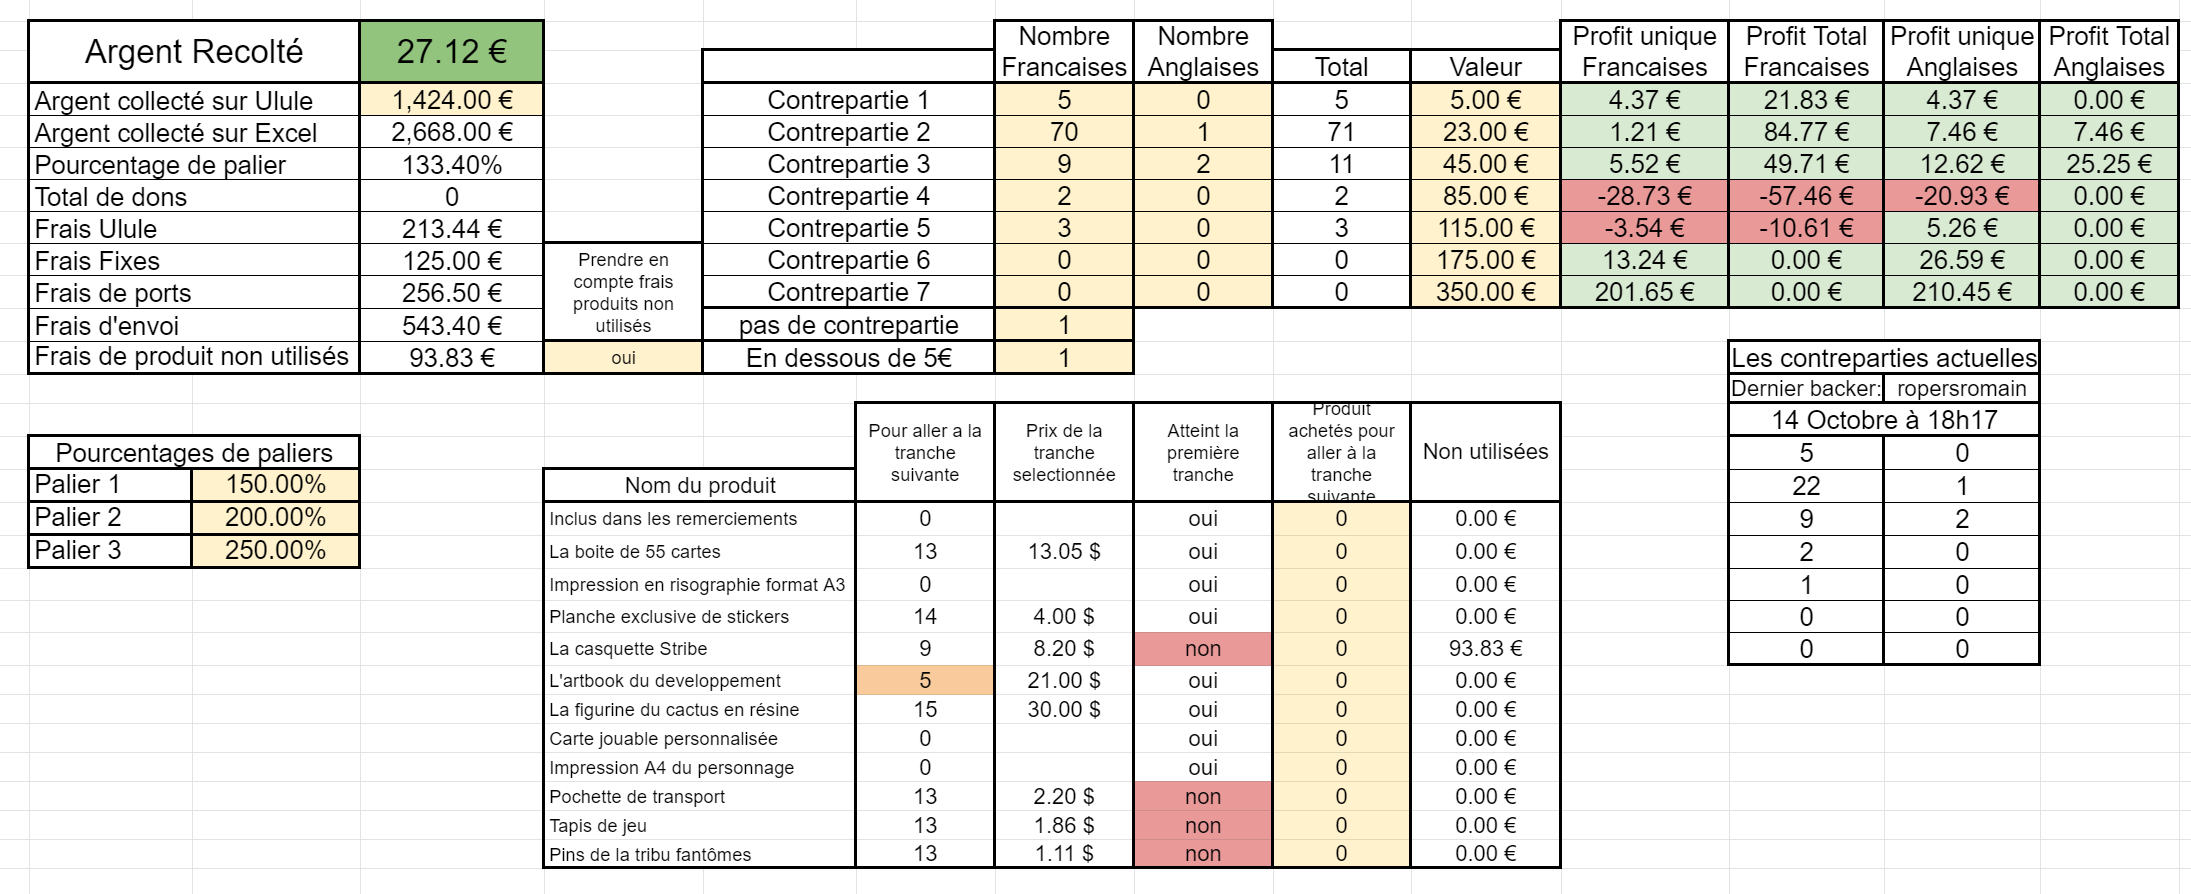 Argent Recolté 27.12 €
Argent collecté sur Ulule 1,424.00 €
Argent collecté sur Excel 2,668.00 €
Pourcentage de palier 133.40%
Total de dons 0
Frais Ulule 213.44 €
Frais Fixes 125.00 €
Frais de ports 256.50 €
Frais d'envoi 543.40 €
Frais de produit non utilisés 93.83 €
Prendre en
compte frais
produits non
utilisés
oui
Nombre Francaises Nombre Anglaises Total Valeur Profit unique Francaises Profit Total Francaises Profit unique Anglaises Profit Total Anglaises
Contrepartie 1 5 0 5 5.00 € 4.37 € 21.83 € 4.37 € 0.00 €
Contrepartie 2 70 1 71 23.00 € 1.21 € 84.77 € 7.46 € 7.46 €
Contrepartie 3 9 2 11 45.00 € 5.52 € 49.71 € 12.62 € 25.25 €
Contrepartie 4 2 0 2 85.00 € -28.73 € -57.46 € -20.93 € 0.00 €
Contrepartie 5 3 0 3 115.00 € -3.54 € -10.61 € 5.26 € 0.00 €
Contrepartie 6 0 0 0 175.00 € 13.24 € 0.00 € 26.59 € 0.00 €
Contrepartie 7 0 0 0 350.00 € 201.65 € 0.00 € 210.45 € 0.00 €
pas de contrepartie 1
En dessous de 5€ 1
Les contreparties actuelles
Dernier backer: ropersromain
14 Octobre à 18h17
5 0
22 1
9 2
2 0
1 0
0 0
0 0
Pourcentages de paliers
Palier 1 150.00%
Palier 2 200.00%
Palier 3 250.00%
Nom du produit Pour aller a la tranche suivante Prix de la tranche selectionnée Atteint la première tranche Produit achetés pour aller à la tranche suivante Non utilisées
Inclus dans les remerciements 0 oui 0 0.00 €
La boite de 55 cartes 13 13.05 $ oui 0 0.00 €
Impression en risographie format A3 0 oui 0 0.00 €
Planche exclusive de stickers 14 4.00 $ oui 0 0.00 €
La casquette Stribe 9 8.20 $ non 0 93.83 €
L'artbook du developpement 5 21.00 $ oui 0 0.00 €
La figurine du cactus en résine 15 30.00 $ oui 0 0.00 €
Carte jouable personnalisée 0 oui 0 0.00 €
Impression A4 du personnage 0 oui 0 0.00 €
Pochette de transport 13 2.20 $ non 0 0.00 €
Tapis de jeu 13 1.86 $ non 0 0.00 €
Pins de la tribu fantômes 13 1.11 $ non 0 0.00 €